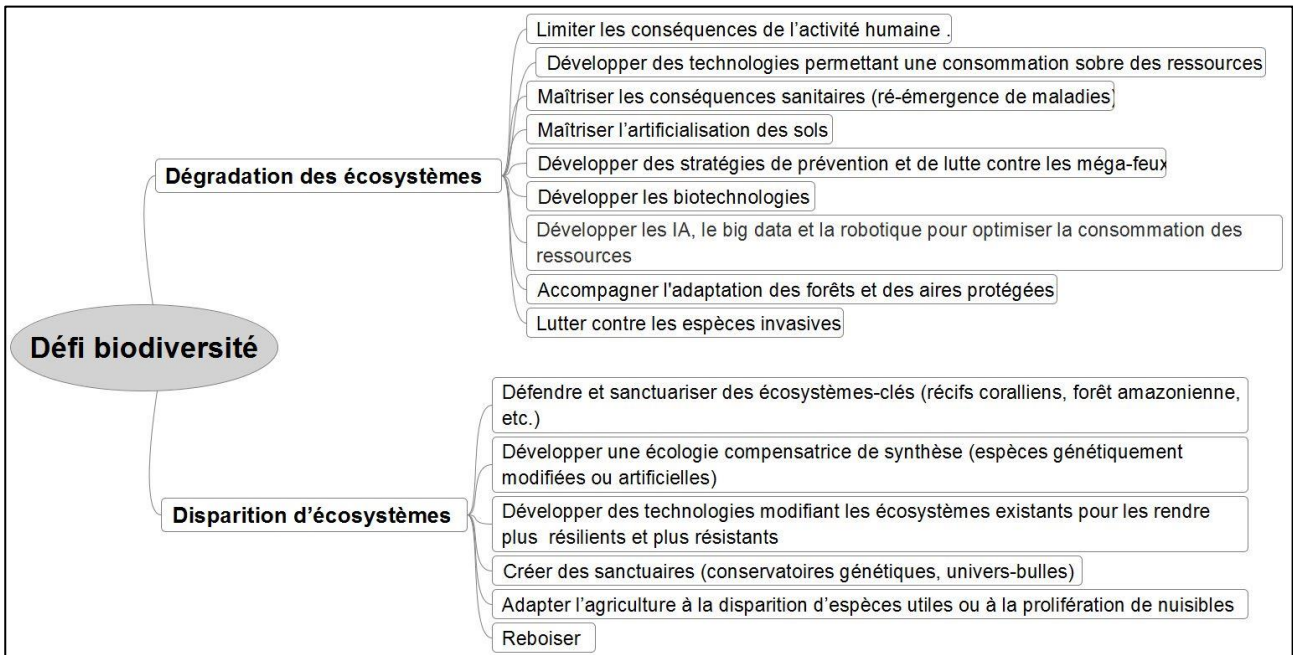 Défi biodiversité
Dégradation des écosystèmes
Limiter les conséquences de l'activité humaine .
Développer des technologies permettant une consommation sobre des ressources
Maîtriser les conséquences sanitaires (ré-émergence de maladies)
Maîtriser l'artificialisation des sols
Développer des stratégies de prévention et de lutte contre les méga-feux
Développer les biotechnologies
Développer les IA, le big data et la robotique pour optimiser la consommation des
ressources
Accompagner l'adaptation des forêts et des aires protégées
Lutter contre les espèces invasives
Disparition d'écosystèmes
Défendre et sanctuariser des écosystèmes-clés (récifs coralliens, forêt amazonienne,
etc.)
Développer une écologie compensatrice de synthèse (espèces génétiquement
modifiées ou artificielles)
Développer des technologies modifiant les écosystèmes existants pour les rendre
plus résilients et plus résistants
Créer des sanctuaires (conservatoires génétiques, univers-bulles)
Adapter l'agriculture à la disparition d'espèces utiles ou à la prolifération de nuisibles
Reboiser